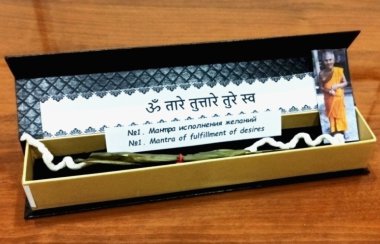 ॐ तारे तुत्तारे तुरे स्व
№1. Мантра исполнения желаний
№1. Mantra of fulfillment of desires